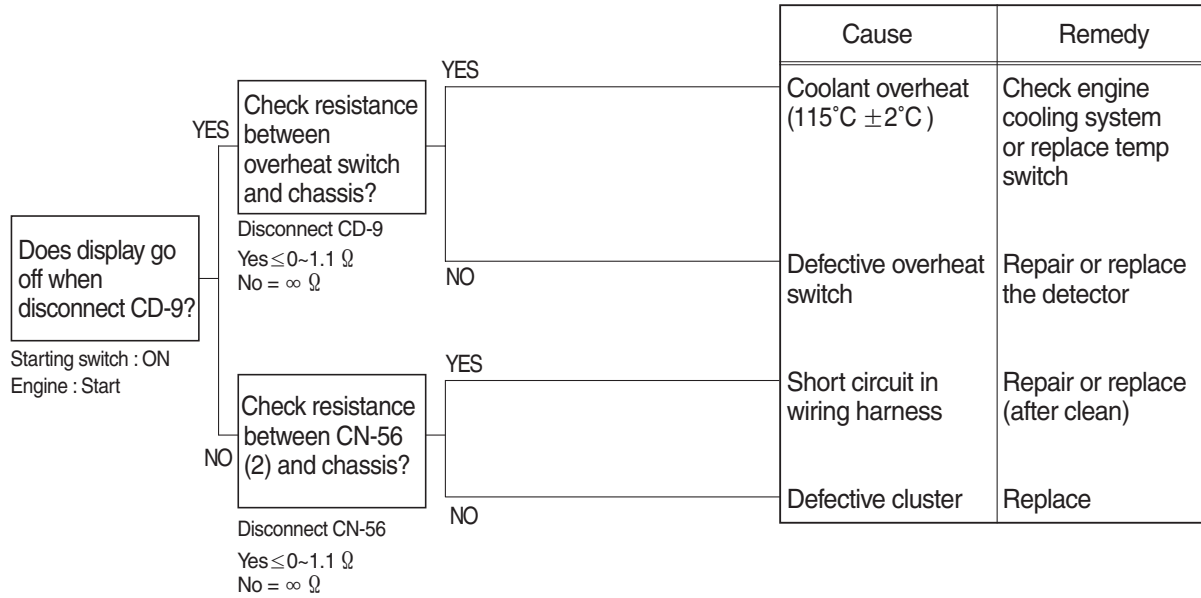 Does display go
off when
disconnect CD-9?
Starting switch : ON
Engine : Start
YES
Check resistance
between
overheat switch
and chassis?
Disconnect CD-9
Yes≤0~1.1 Ω
No = ∞ Ω
NO
Check resistance
between CN-56
(2) and chassis?
Disconnect CN-56
Yes≤0~1.1 Ω
No = ∞ Ω
YES
NO
YES
NO
Cause Remedy
Coolant overheat Check engine
(115˚C ±2˚C ) cooling system
or replace temp
switch
Defective overheat Repair or replace
switch the detector
Short circuit in Repair or replace
wiring harness (after clean)
Defective cluster Replace